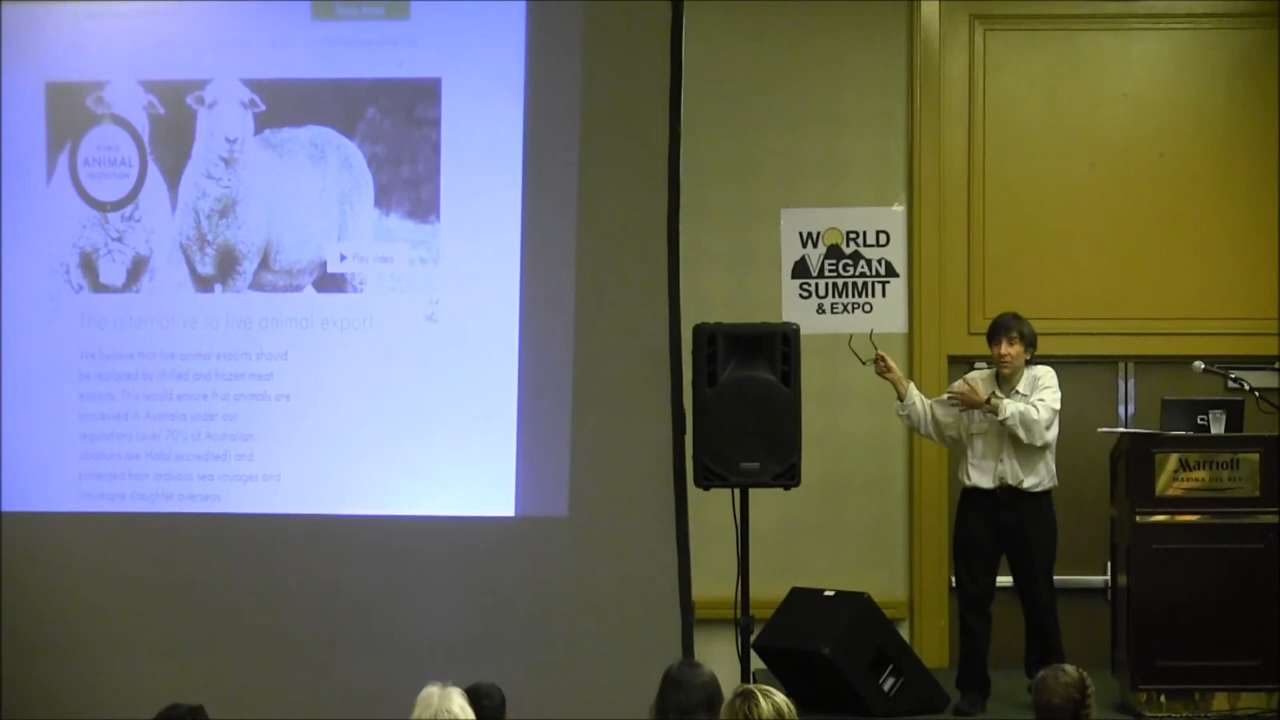 WORLD
ANIMAL
PROTECTION
Play video
The alternative to live animal export
We believe that live animal exports should
be replaced by chilled and frozen meat
exports. This would ensure that animals are
processed in Australia under our
regulations (over 70% of Australian
abattoirs are Halal accredited) and
protected from arduous sea voyages and
inhumane slaughter overseas.
WORLD
VEGAN
SUMMIT
& EXPO
Marriott
MARINA DEL REY